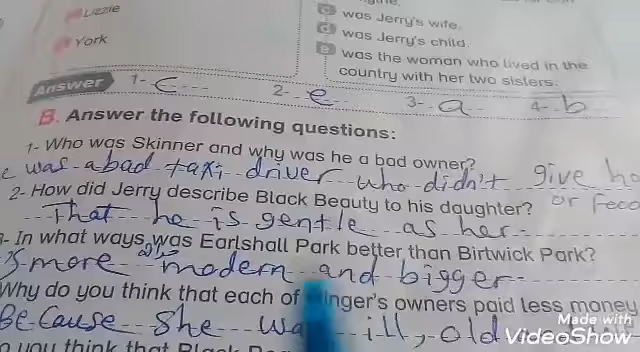 Lizzie
York
was Jerry's wife.
was Jerry's child.
was the woman who lived in the
country with her two sisters.
Answer 1- c 2- e 3- a 4- b
B. Answer the following questions:
1- Who was Skinner and why was he a bad owner?
was a bad taxi driver who didn't give
2- How did Jerry describe Black Beauty to his daughter? or
That he is gentle as her
- In what ways was Earlshall Park better than Birtwick Park?
more modern and bigger
Why do you think that each of Ginger's owners paid less money
Because she ill, old
you think that
Made with
VideoShow